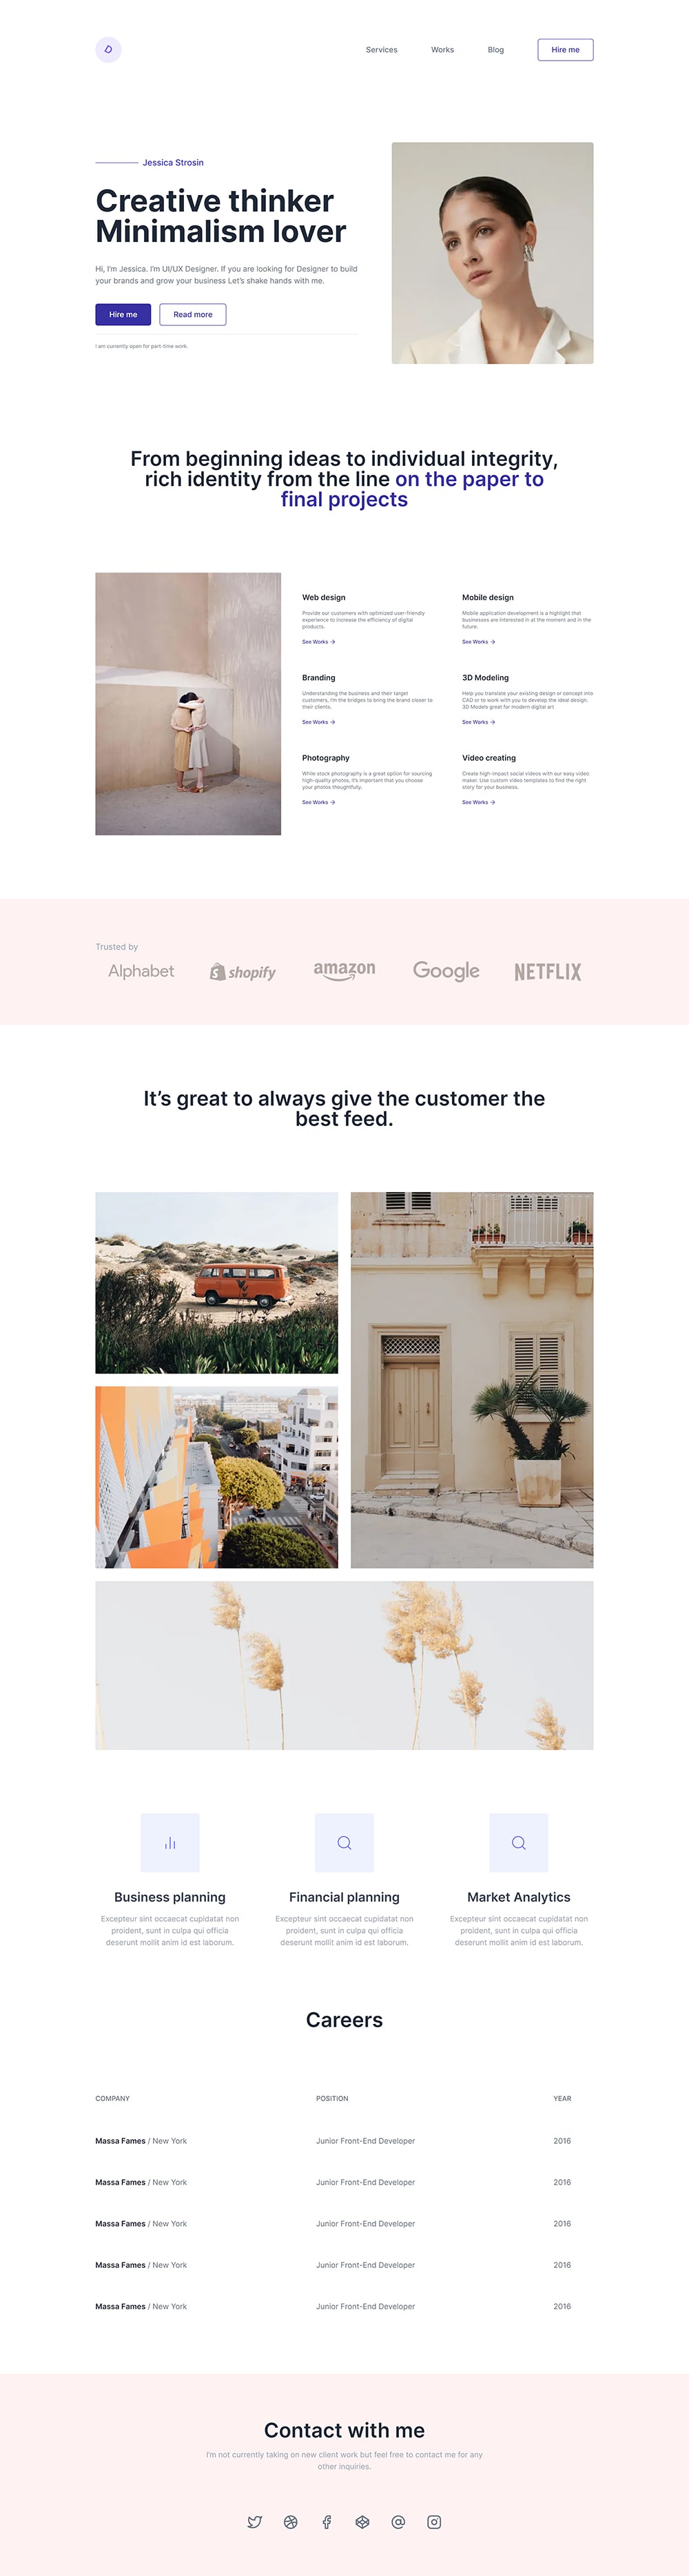 Services Works Blog Hire me
Jessica Strosin
Creative thinker
Minimalism lover
Hi, I'm Jessica. I'm UI/UX Designer. If you are looking for Designer to build
your brands and grow your business Let's shake hands with me.
Hire me Read more
I am currently open for part-time work.
From beginning ideas to individual integrity,
rich identity from the line on the paper to
final projects
Web design
Provide our customers with optimized user-friendly
experience to increase the efficiency of digital
products.
See Works
Mobile design
Mobile application development is a highlight that
businesses are interested in at the moment and in the
future.
See Works
Branding
Understanding the business and their target
customers, I'm the bridges to bring the brand closer to
their clients.
See Works
3D Modeling
Help you translate your existing design or concept into
CAD or to work with you to develop the ideal design.
3D Models great for modern digital art
See Works
Photography
While stock photography is a great option for sourcing
high-quality photos, it's important that you choose
your photos thoughtfully.
See Works
Video creating
Create high-impact social videos with our easy video
maker. Use custom video templates to find the right
story for your business.
See Works
Trusted by
Alphabet shopify amazon Google NETFLIX
It's great to always give the customer the
best feed.
Business planning
Excepteur sint occaecat cupidatat non
proident, sunt in culpa qui officia
deserunt mollit anim id est laborum.
Financial planning
Excepteur sint occaecat cupidatat non
proident, sunt in culpa qui officia
deserunt mollit anim id est laborum.
Market Analytics
Excepteur sint occaecat cupidatat non
proident, sunt in culpa qui officia
deserunt mollit anim id est laborum.
Careers
COMPANY POSITION YEAR
Massa Fames / New York Junior Front-End Developer 2016
Massa Fames / New York Junior Front-End Developer 2016
Massa Fames / New York Junior Front-End Developer 2016
Massa Fames / New York Junior Front-End Developer 2016
Massa Fames / New York Junior Front-End Developer 2016
Contact with me
I'm not currently taking on new client work but feel free to contact me for any
other inquiries.